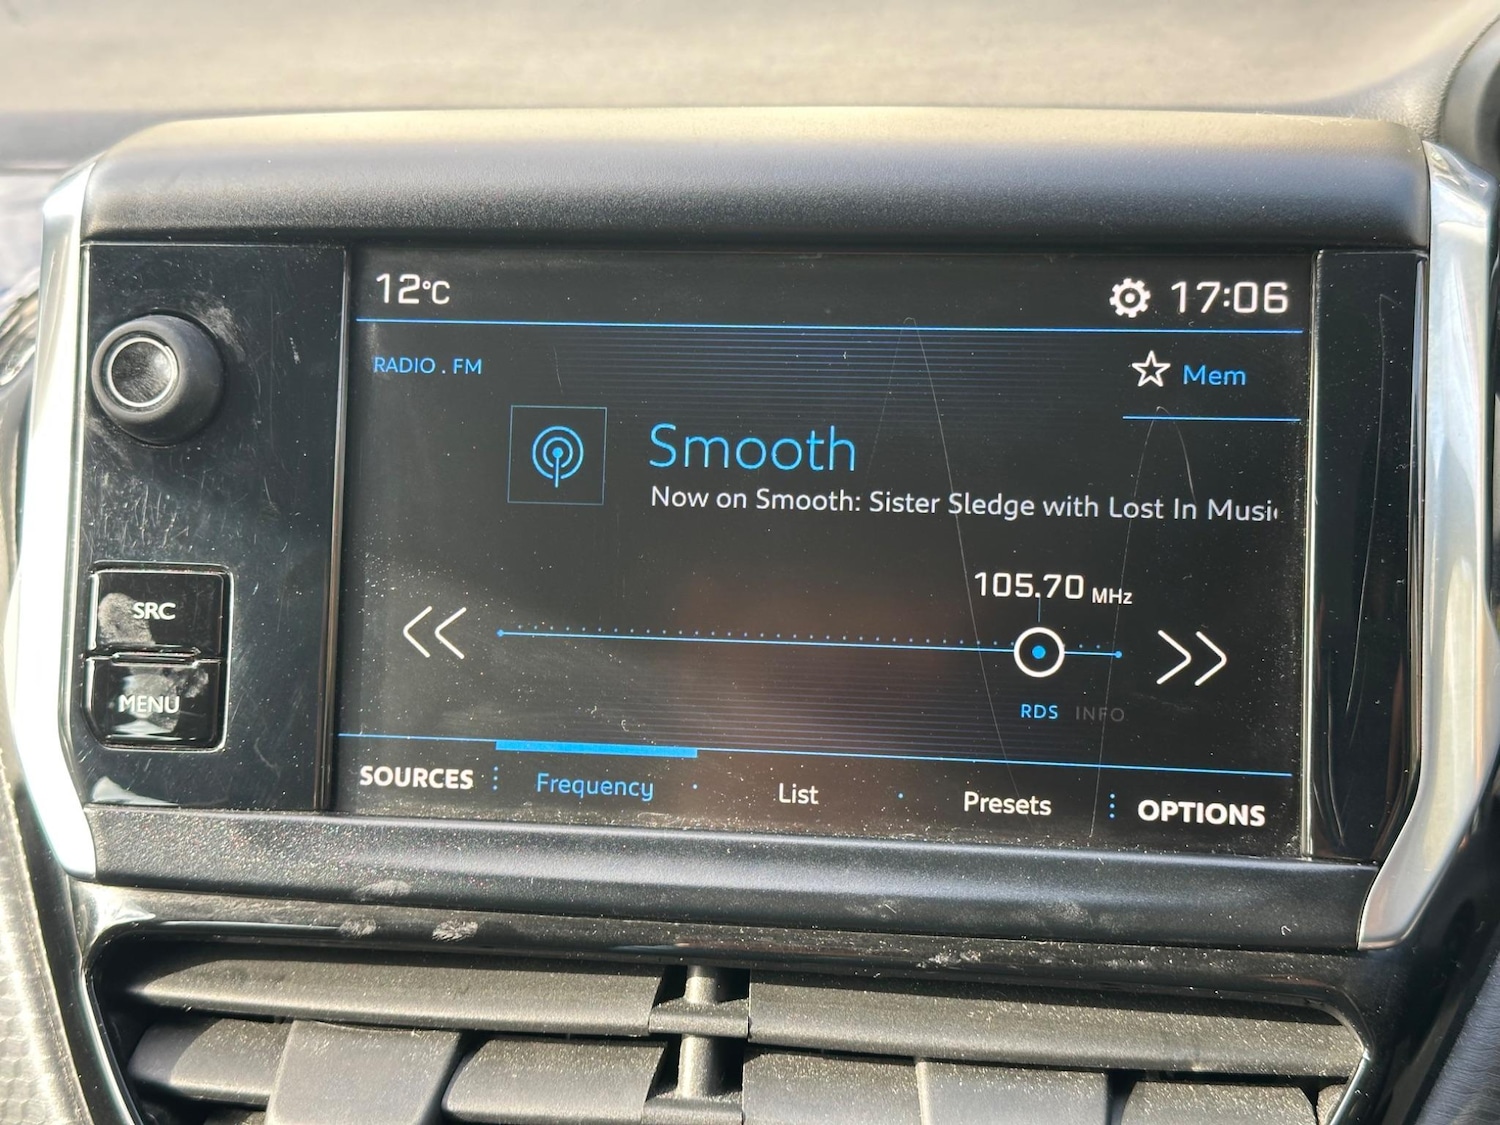 12°C
17:06
RADIO . FM
Mem
Smooth
Now on Smooth: Sister Sledge with Lost In Musi
105.70 MHz
SRC
MENU
RDS INFO
SOURCES
Frequency
List
Presets
OPTIONS